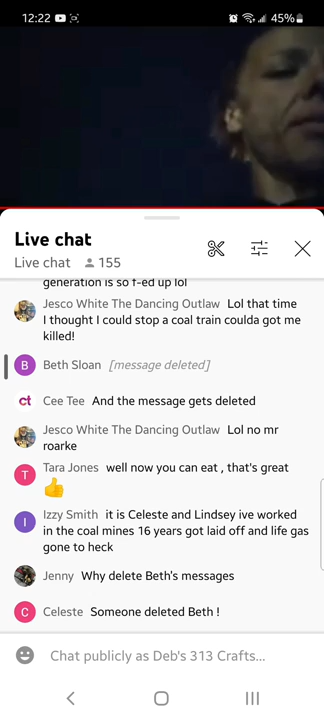 12:22
45%
Live chat
Live chat 155
generation is so f-ed up lol
Jesco White The Dancing Outlaw Lol that time
I thought I could stop a coal train coulda got me
killed!
B Beth Sloan [message deleted]
ct Cee Tee And the message gets deleted
Jesco White The Dancing Outlaw Lol no mr
roarke
T Tara Jones well now you can eat , that's great
👍
I Izzy Smith it is Celeste and Lindsey ive worked
in the coal mines 16 years got laid off and life gas
gone to heck
Jenny Why delete Beth's messages
C Celeste Someone deleted Beth !
Chat publicly as Deb's 313 Crafts...